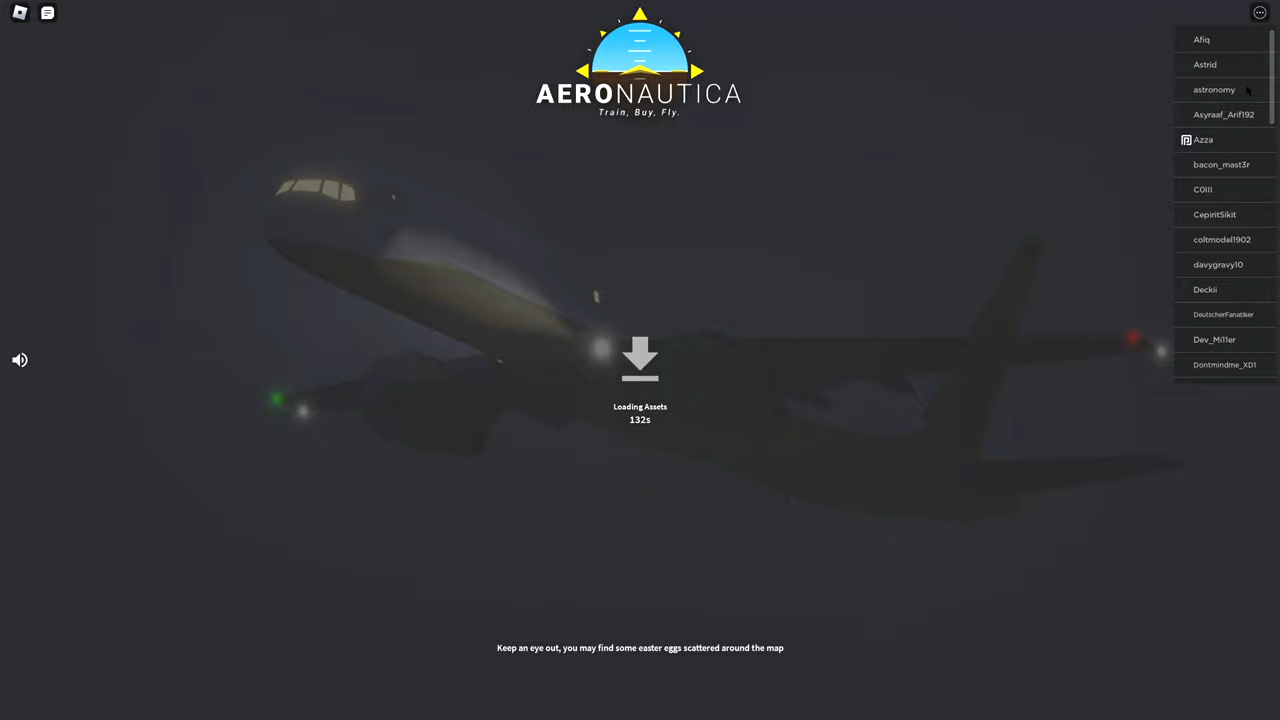 AERONAUTICA
Train, Buy, Fly.
Afiq
Astrid
astronomy
Asyraaf_Arif192
Azza
bacon_mast3r
C0III
CepiritSikit
coltmodel1902
davygravy10
Deckii
DeutscherFanatiker
Dev_Mi11er
Dontmindme_XD1
Loading Assets
132s
Keep an eye out, you may find some easter eggs scattered around the map